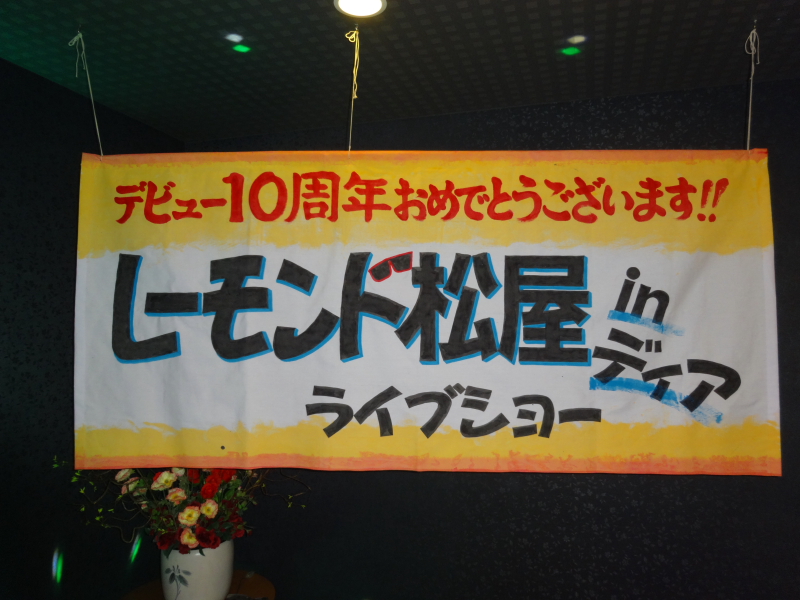 デビュー10周年おめでとうございます!!
レーモンド松屋 in ディア
ライブショー